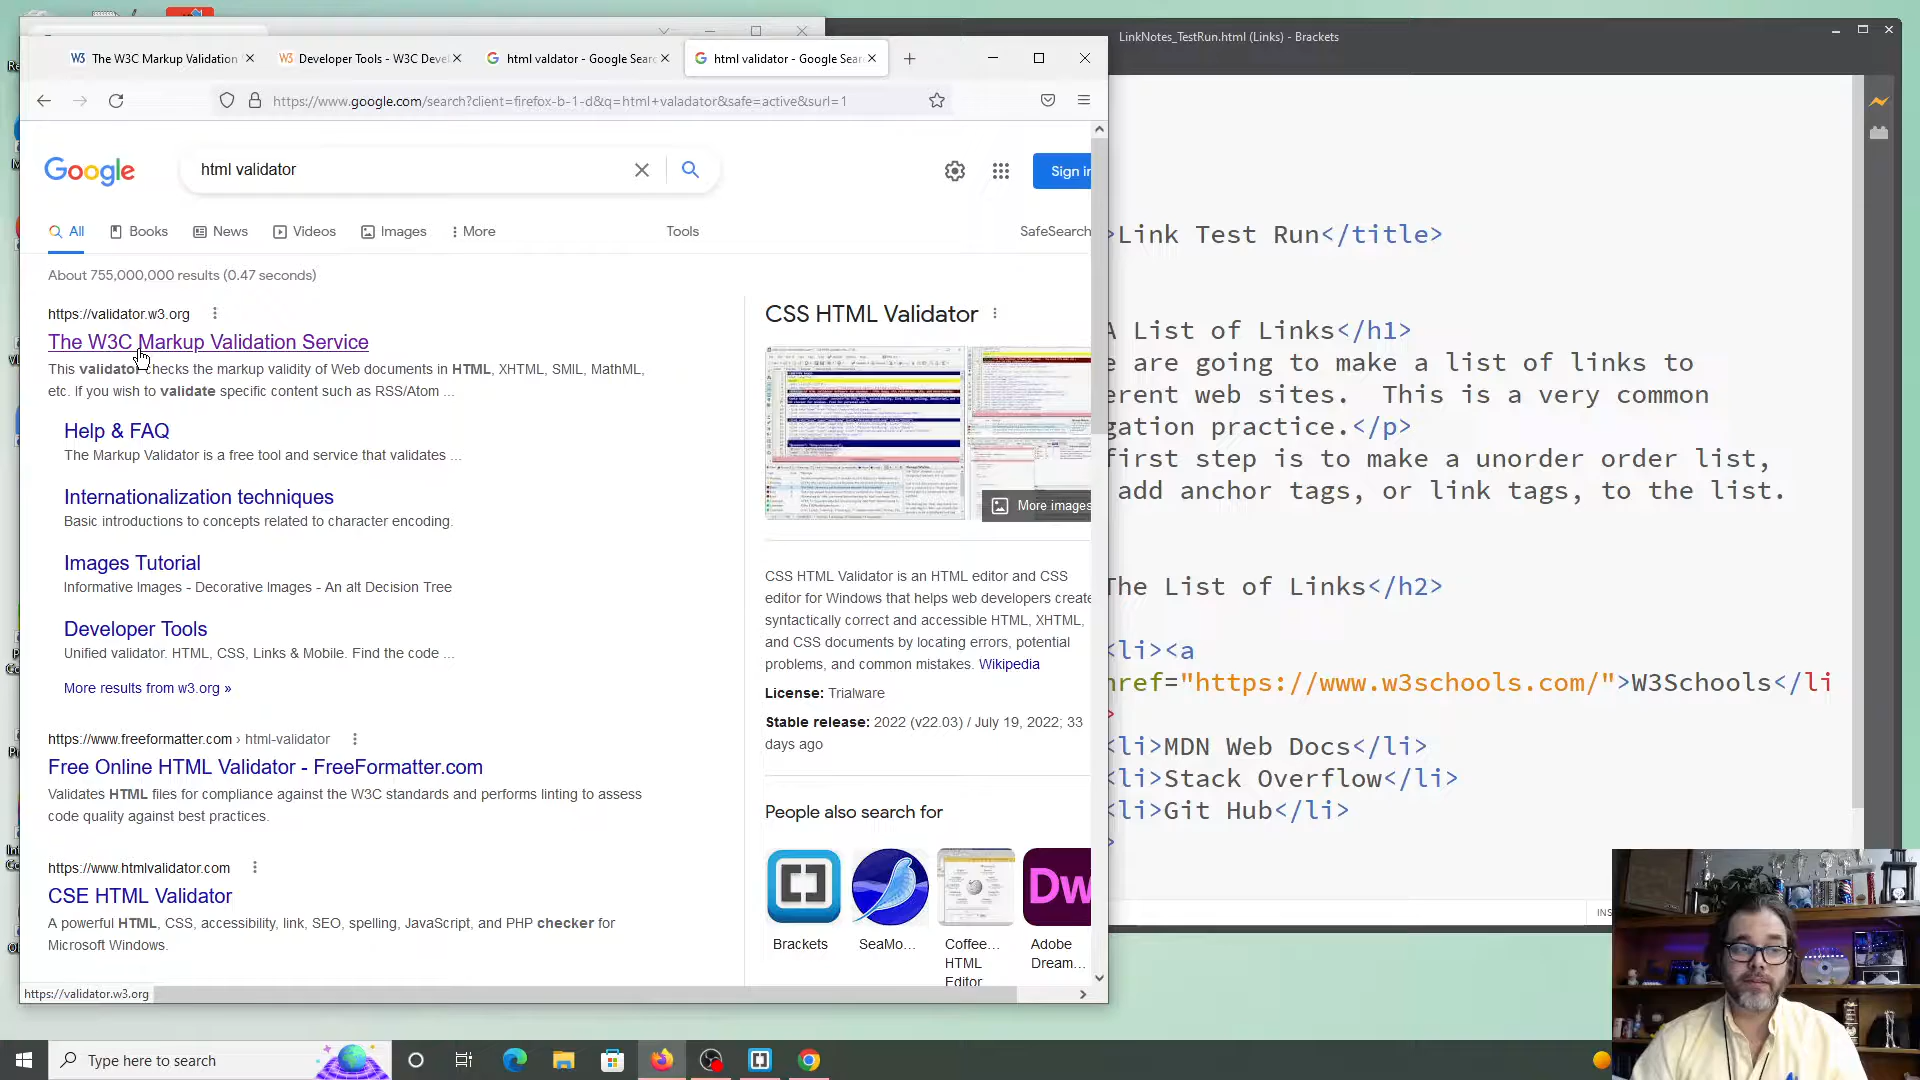 LinkNotes_TestRun.html (Links) - Brackets
The W3C Markup Validation
Developer Tools - W3C Devel
html valdator - Google Searc
html validator - Google Sear
https://www.google.com/search?client=firefox-b-1-d&q=html+valadator&safe=active&surl=1
Google
html validator
Sign in
All
Books
News
Videos
Images
More
Tools
SafeSearch
About 755,000,000 results (0.47 seconds)
https://validator.w3.org
The W3C Markup Validation Service
This validator checks the markup validity of Web documents in HTML, XHTML, SMIL, MathML,
etc. If you wish to validate specific content such as RSS/Atom ...
Help & FAQ
The Markup Validator is a free tool and service that validates ...
Internationalization techniques
Basic introductions to concepts related to character encoding.
Images Tutorial
Informative Images - Decorative Images - An alt Decision Tree
Developer Tools
Unified validator. HTML, CSS, Links & Mobile. Find the code ...
More results from w3.org »
https://www.freeformatter.com › html-validator
Free Online HTML Validator - FreeFormatter.com
Validates HTML files for compliance against the W3C standards and performs linting to assess
code quality against best practices.
https://www.htmlvalidator.com
CSE HTML Validator
A powerful HTML, CSS, accessibility, link, SEO, spelling, JavaScript, and PHP checker for
Microsoft Windows.
https://validator.w3.org
CSS HTML Validator
More images
CSS HTML Validator is an HTML editor and CSS
editor for Windows that helps web developers create
syntactically correct and accessible HTML, XHTML,
and CSS documents by locating errors, potential
problems, and common mistakes. Wikipedia
License: Trialware
Stable release: 2022 (v22.03) / July 19, 2022; 33
days ago
People also search for
Dw
Brackets
SeaMo...
Coffee...
HTML
Editor
Adobe
Dream...
>Link Test Run</title>
A List of Links</h1>
e are going to make a list of links to
erent web sites.  This is a very common
gation practice.</p>
first step is to make a unorder order list,
add anchor tags, or link tags, to the list.
The List of Links</h2>
<li><a
href="https://www.w3schools.com/">W3Schools</li
>
<li>MDN Web Docs</li>
<li>Stack Overflow</li>
<li>Git Hub</li>
>
INS
Type here to search